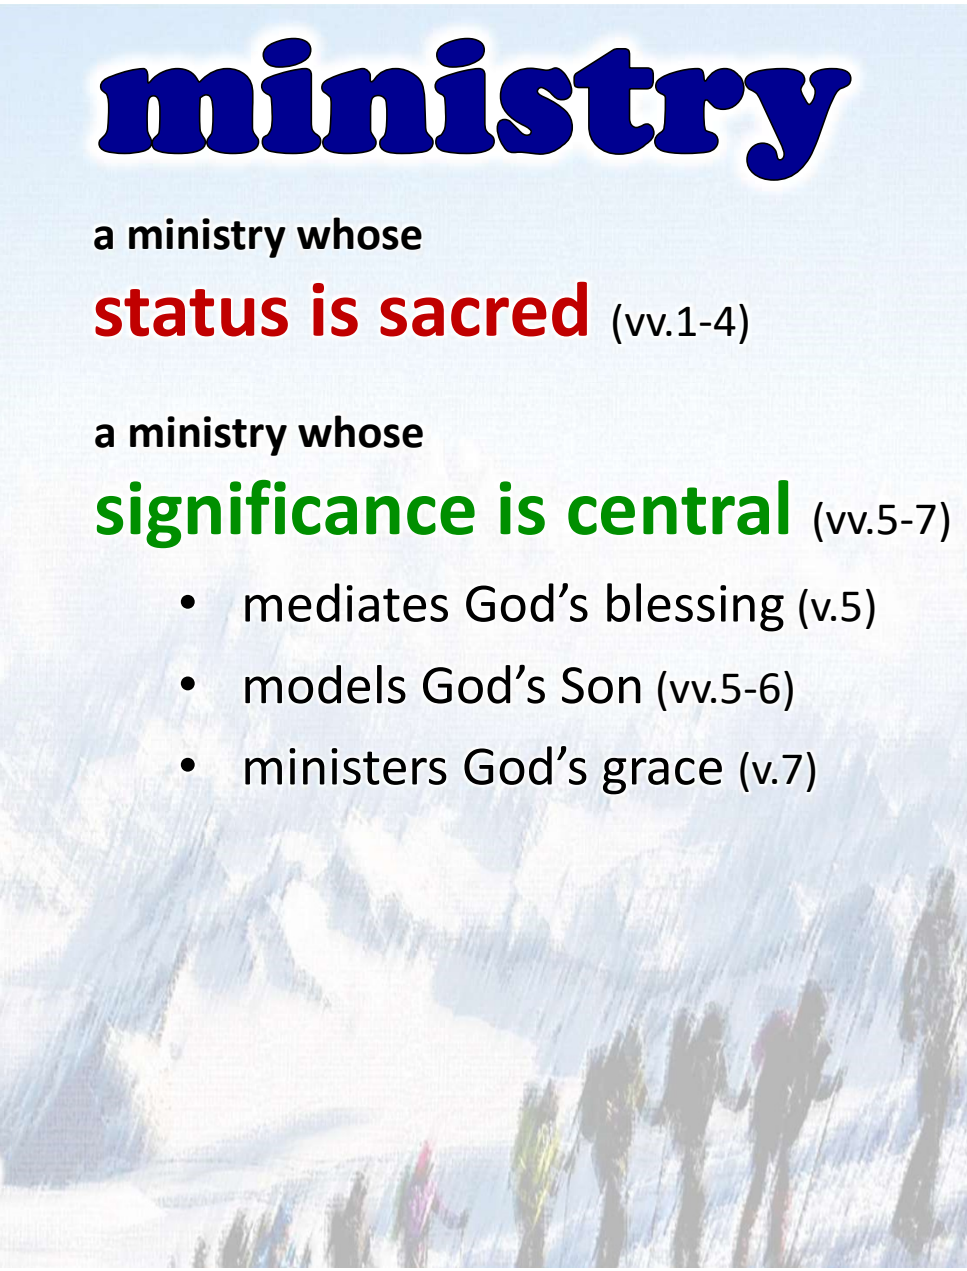 ministry
a ministry whose
status is sacred (vv.1-4)
a ministry whose
significance is central (vv.5-7)
• mediates God’s blessing (v.5)
• models God’s Son (vv.5-6)
• ministers God’s grace (v.7)